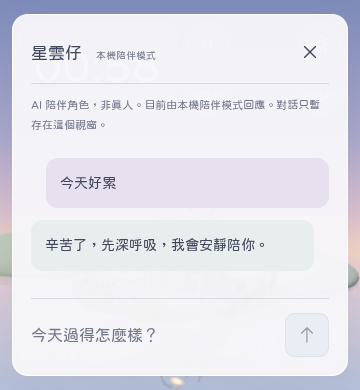 星雲仔 本機陪伴模式
AI 陪伴角色，非真人。目前由本機陪伴模式回應。對話只暫
存在這個視窗。
今天好累
辛苦了，先深呼吸，我會安靜陪你。
今天過得怎麼樣？